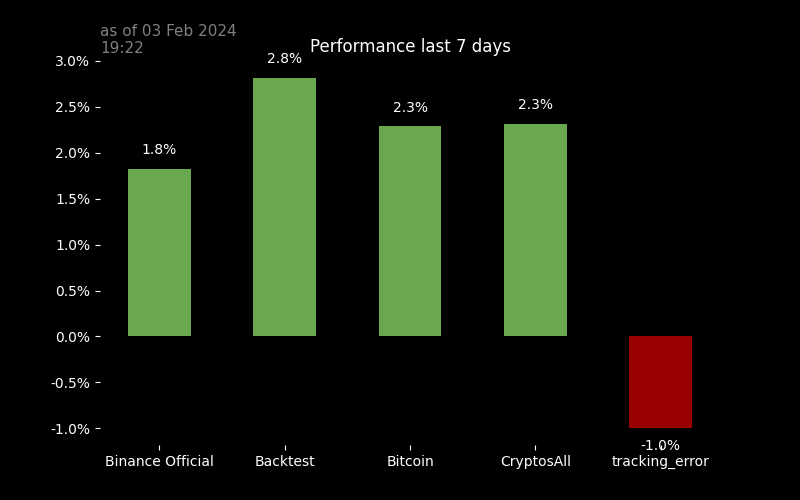 as of 03 Feb 2024
19:22
Performance last 7 days
3.0%
2.5%
2.0%
1.5%
1.0%
0.5%
0.0%
-0.5%
-1.0%
1.8%
2.8%
2.3%
2.3%
-1.0%
Binance Official
Backtest
Bitcoin
CryptosAll
tracking_error